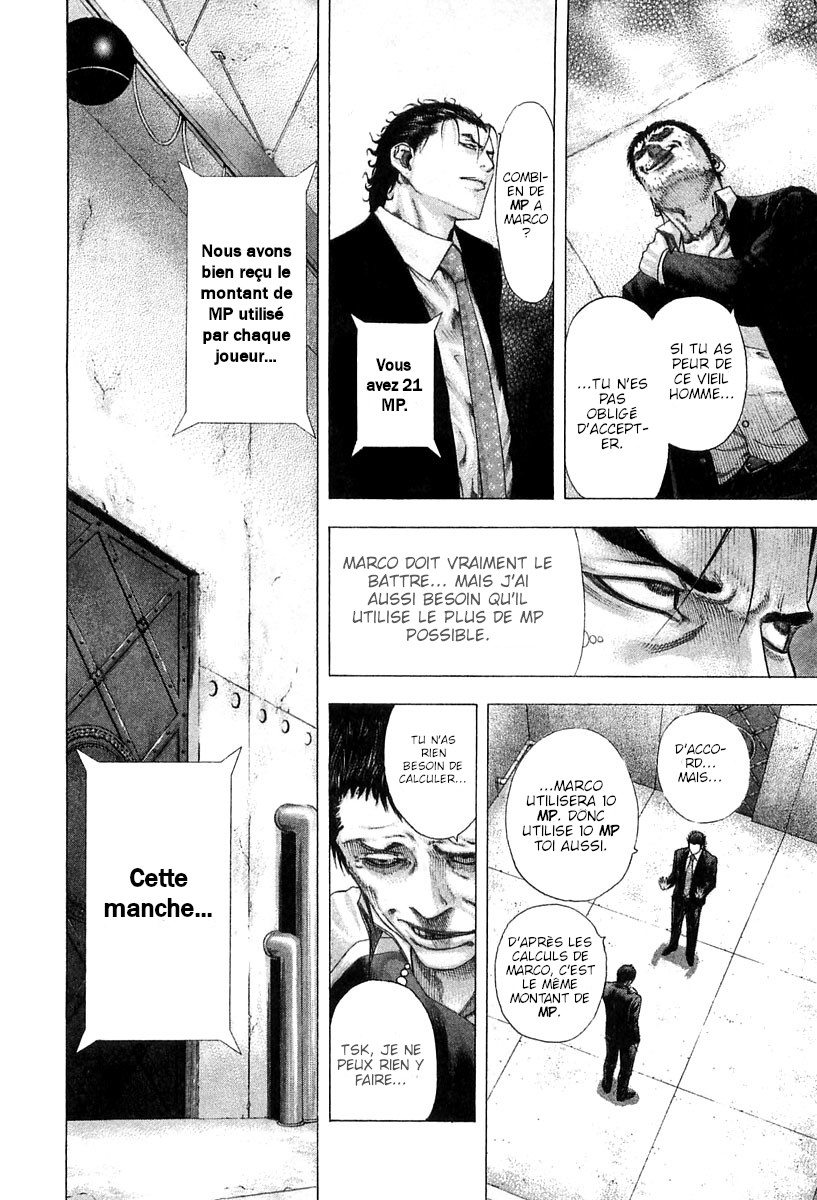 SI TU AS
PEUR DE
CE VIEIL
HOMME...
...TU N'ES
PAS
OBLIGÉ
D'ACCEPT-
ER.
COMBI-
EN DE
MP A
MARCO
?
Vous
avez 21
MP.
MARCO DOIT VRAIMENT LE
BATTRE... MAIS J'AI
AUSSI BESOIN QU'IL
UTILISE LE PLUS DE MP
POSSIBLE.
D'ACCO-
RD...
MAIS...
...MARCO
UTILISERA 10
MP. DONC
UTILISE 10 MP
TOI AUSSI.
D'APRÈS LES
CALCULS DE
MARCO, C'EST
LE MÊME
MONTANT DE
MP.
TU N'AS
RIEN
BESOIN DE
CALCULER...
TSK, JE NE
PEUX RIEN Y
FAIRE...
Nous avons
bien reçu le
montant de
MP utilisé
par chaque
joueur...
Cette
manche...